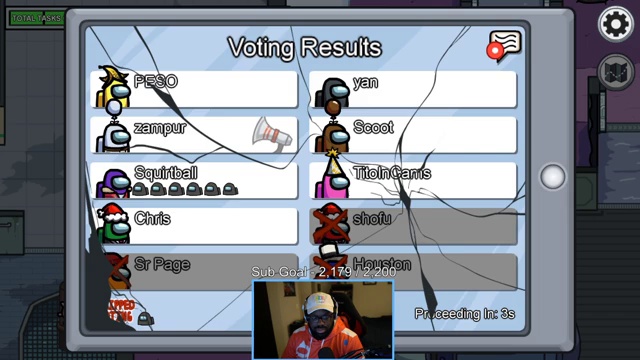 TOTAL TASKS
Voting Results
PESO
yan
zampur
Scoot
Squirtball
TitoInCams
Chris
shofu
Sr Page
Houston
Sub-Goal - 2,179 / 2,200
Proceeding In: 3s